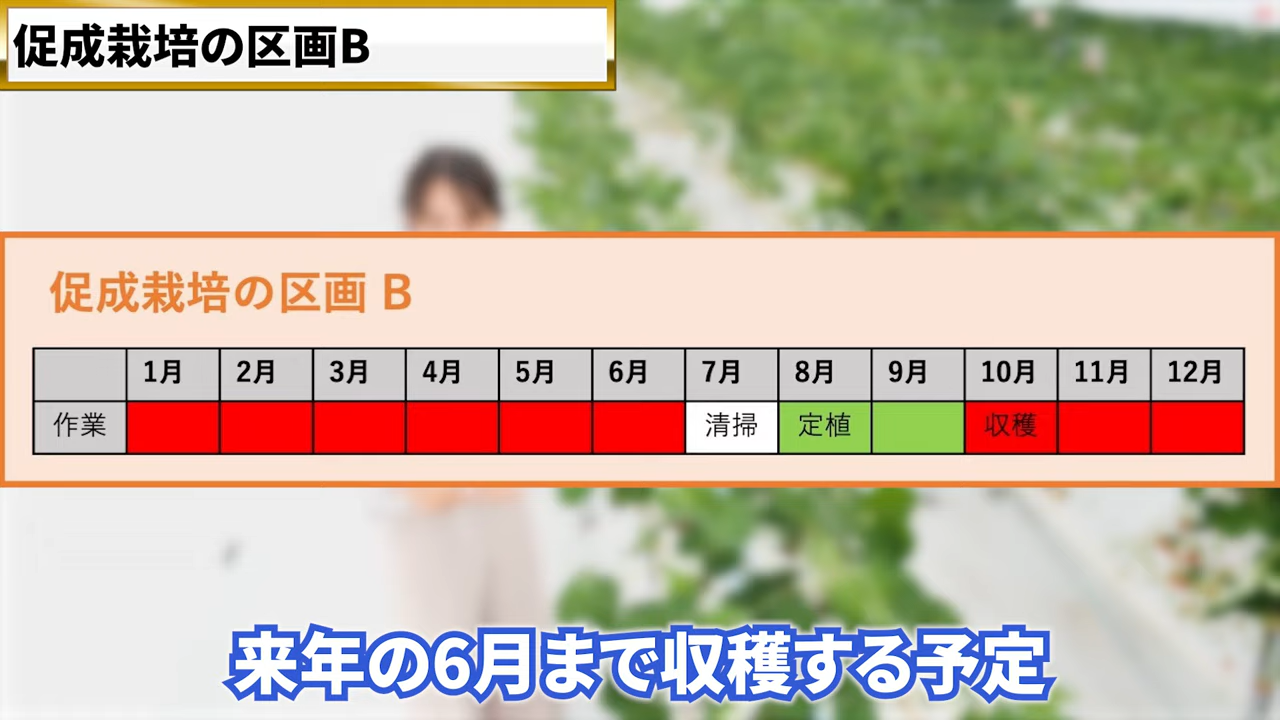 促成栽培の区画B
促成栽培の区画 B
1月 2月 3月 4月 5月 6月 7月 8月 9月 10月 11月 12月
作業 清掃 定植 収穫
来年の6月まで収穫する予定